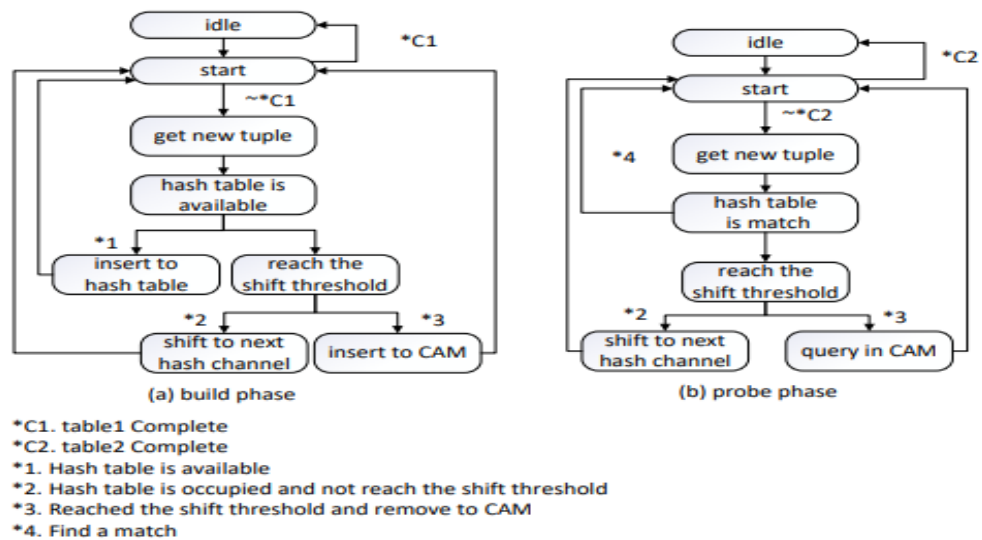 idle
*C1
start
~*C1
get new tuple
hash table is
available
*1
insert to
hash table
reach the
shift threshold
*2
*3
shift to next
hash channel
insert to CAM
(a) build phase
idle
*C2
start
~*C2
*4
get new tuple
hash table
is match
reach the
shift threshold
*2
*3
shift to next
hash channel
query in CAM
(b) probe phase
*C1. table1 Complete
*C2. table2 Complete
*1. Hash table is available
*2. Hash table is occupied and not reach the shift threshold
*3. Reached the shift threshold and remove to CAM
*4. Find a match